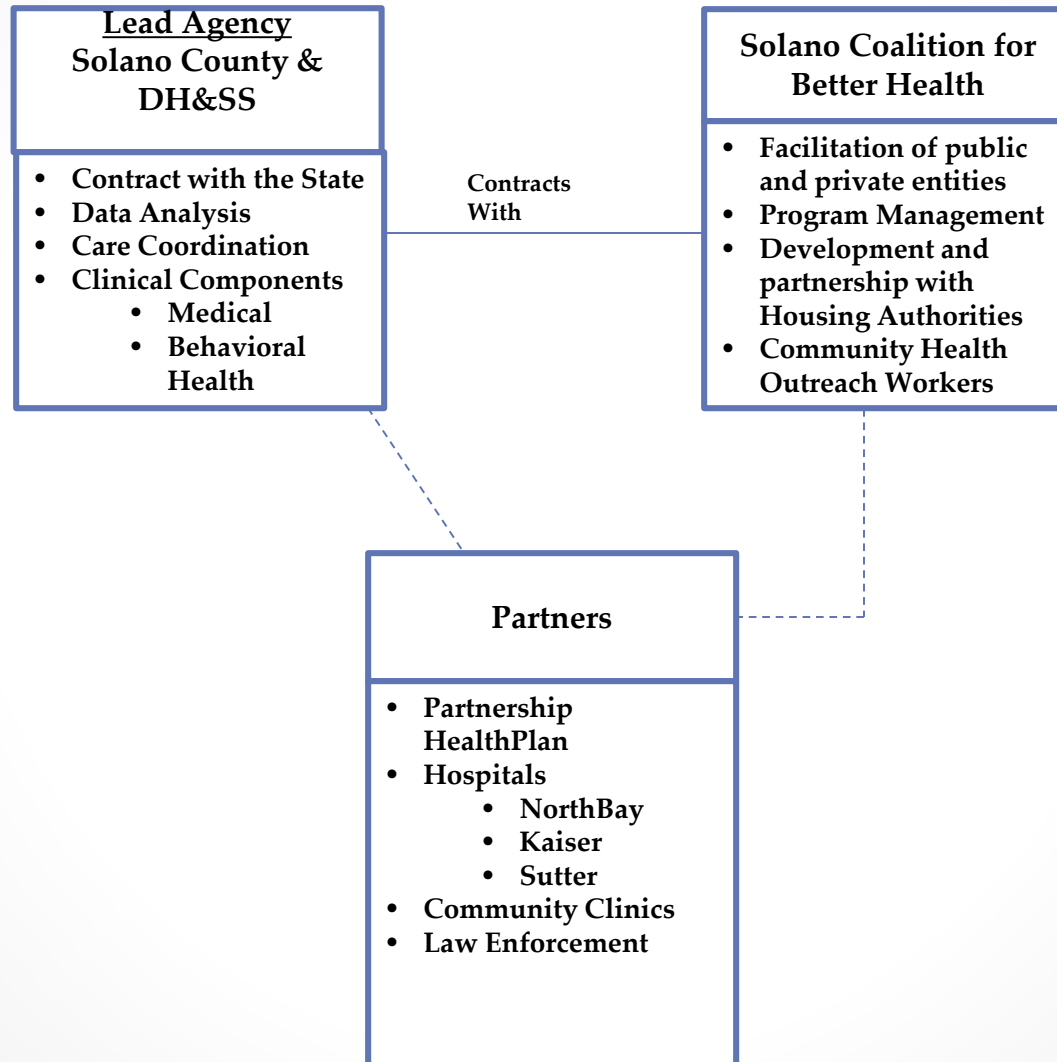 Lead Agency
Solano County &
DH&SS
• Contract with the State
• Data Analysis
• Care Coordination
• Clinical Components
• Medical
• Behavioral
Health
Contracts
With
Solano Coalition for
Better Health
• Facilitation of public
and private entities
• Program Management
• Development and
partnership with
Housing Authorities
• Community Health
Outreach Workers
Partners
• Partnership
HealthPlan
• Hospitals
• NorthBay
• Kaiser
• Sutter
• Community Clinics
• Law Enforcement